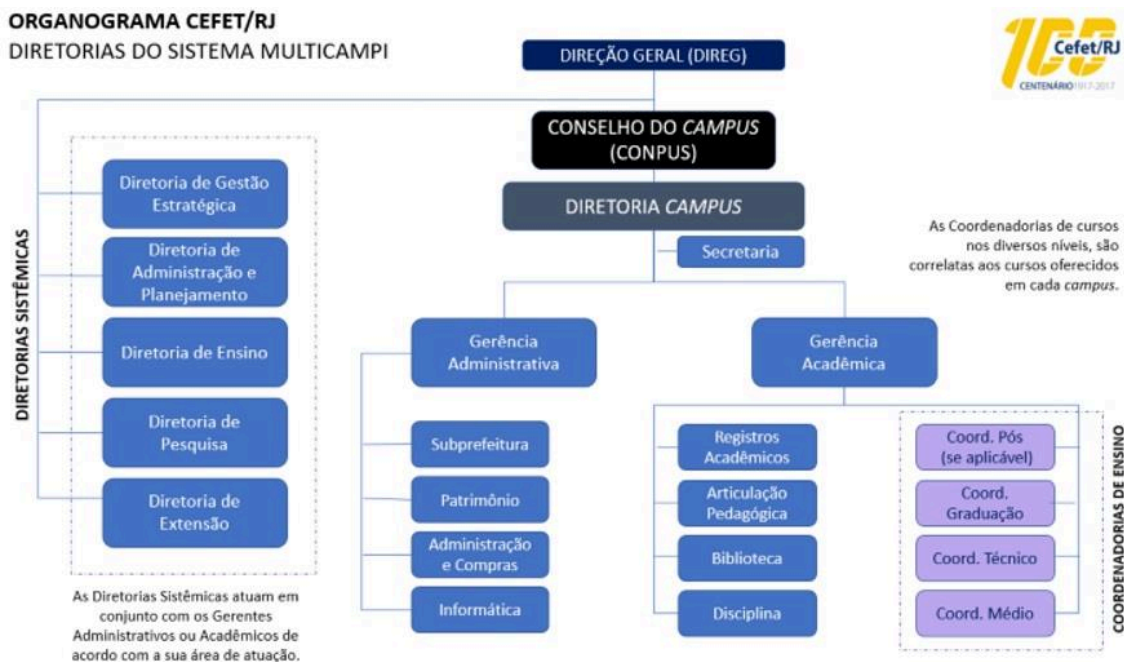 ORGANOGRAMA CEFET/RJ
DIRETORIAS DO SISTEMA MULTICAMPI
100
Cefet/RJ
CENTENÁRIO 1917-2017
DIREÇÃO GERAL (DIREG)
CONSELHO DO CAMPUS
(CONPUS)
DIRETORIA CAMPUS
Secretaria
As Coordenadorias de cursos
nos diversos níveis, são
correlatas aos cursos oferecidos
em cada campus.
DIRETORIAS SISTÊMICAS
Diretoria de Gestão
Estratégica
Diretoria de
Administração e
Planejamento
Diretoria de Ensino
Diretoria de
Pesquisa
Diretoria de
Extensão
As Diretorias Sistêmicas atuam em
conjunto com os Gerentes
Administrativos ou Acadêmicos de
acordo com a sua área de atuação.
Gerência
Administrativa
Subprefeitura
Patrimônio
Administração
e Compras
Informática
Gerência
Acadêmica
Registros
Acadêmicos
Articulação
Pedagógica
Biblioteca
Disciplina
Coord. Pós
(se aplicável)
Coord.
Graduação
Coord. Técnico
Coord. Médio
COORDENADORIAS DE ENSINO